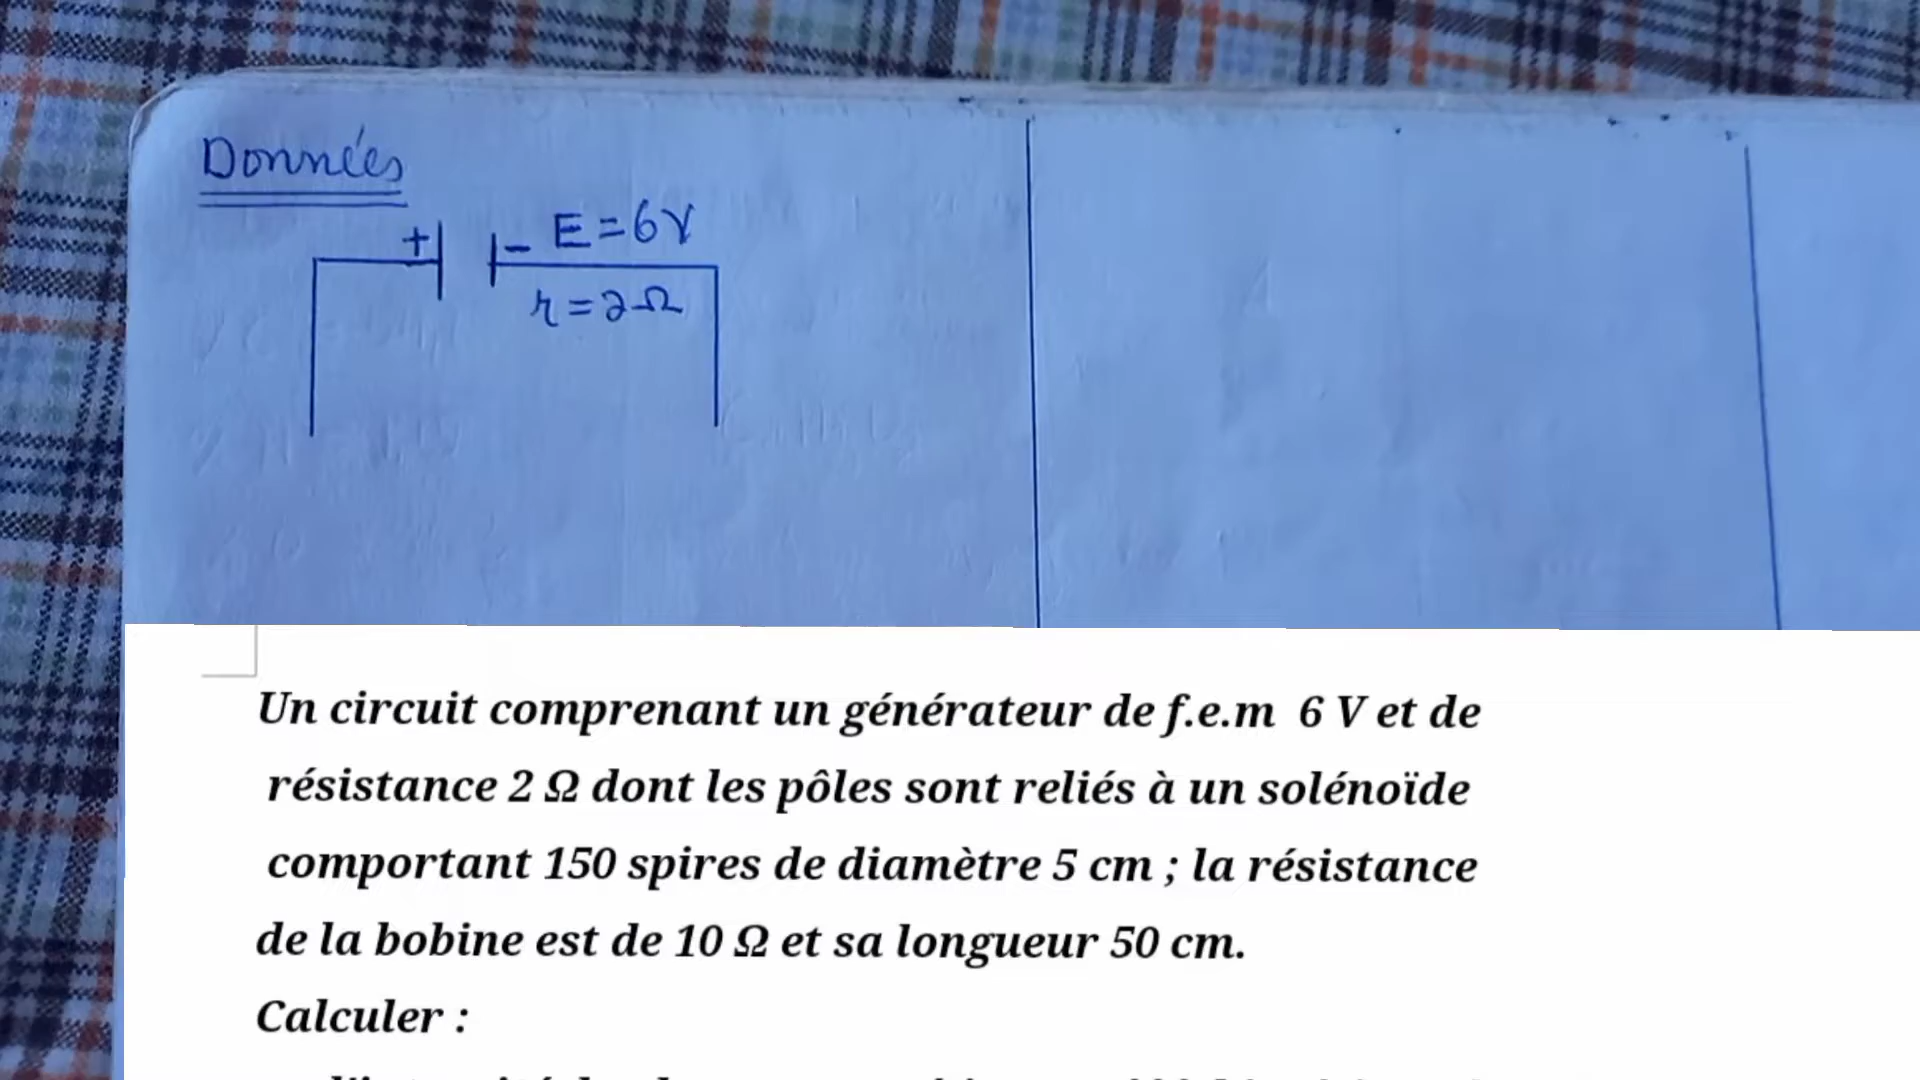 Données
+ - E = 6V
r = 2Ω
Un circuit comprenant un générateur de f.e.m 6 V et de
résistance 2 Ω dont les pôles sont reliés à un solénoïde
comportant 150 spires de diamètre 5 cm ; la résistance
de la bobine est de 10 Ω et sa longueur 50 cm.
Calculer :